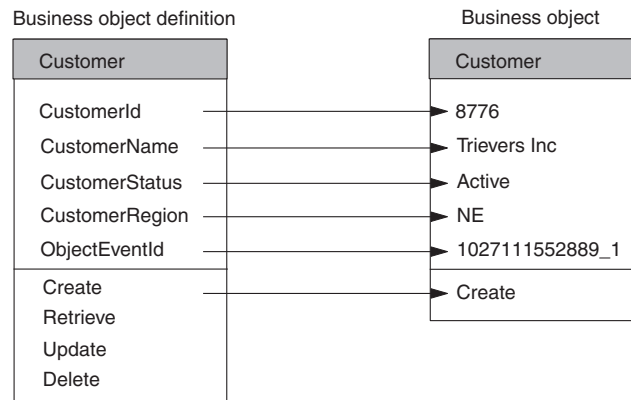 Business object definition
Business object
Customer
Customer
CustomerId
8776
CustomerName
Trievers Inc
CustomerStatus
Active
CustomerRegion
NE
ObjectEventId
1027111552889_1
Create
Create
Retrieve
Update
Delete